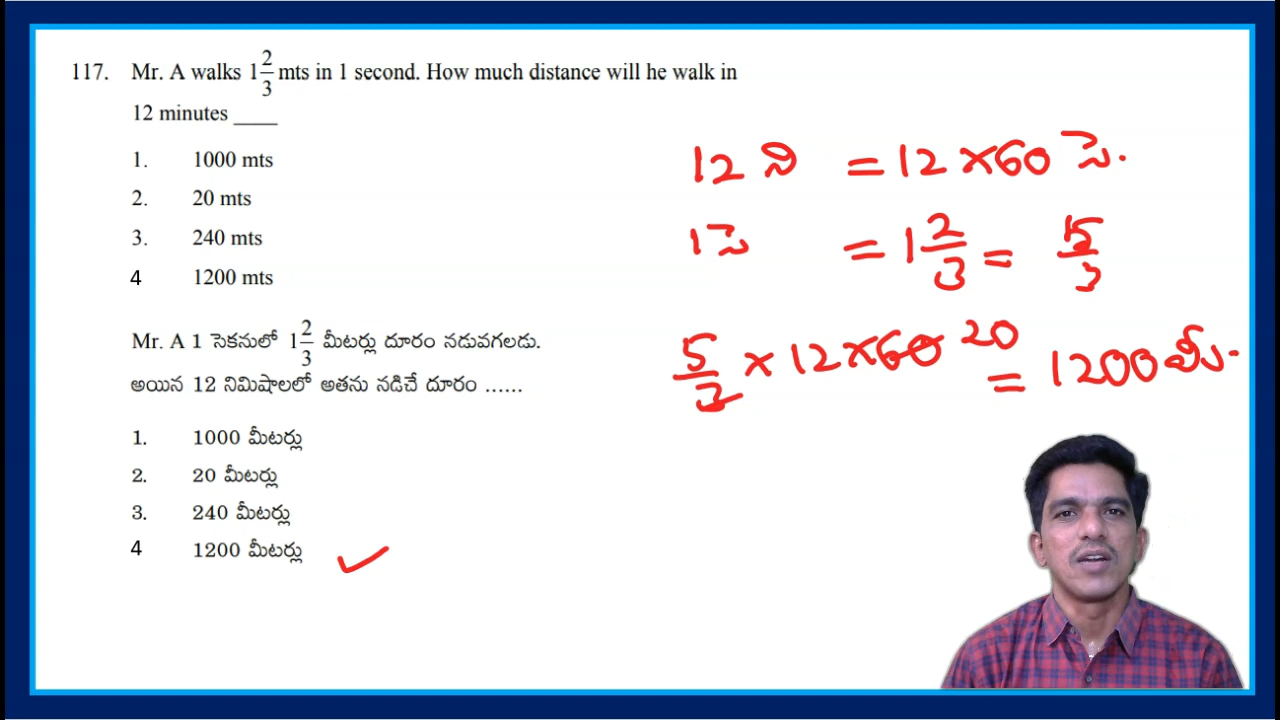 117. Mr. A walks 1 2/3 mts in 1 second. How much distance will he walk in
12 minutes ____
1. 1000 mts
2. 20 mts
3. 240 mts
4 1200 mts
Mr. A 1 సెకనులో 1 2/3 మీటర్లు దూరం నడువగలడు.
అయిన 12 నిమిషాలలో అతను నడిచే దూరం ......
1. 1000 మీటర్లు
2. 20 మీటర్లు
3. 240 మీటర్లు
4 1200 మీటర్లు
12 ని = 12 × 60 సె.
1 సె = 1 2/3 = 5/3
5/3 × 12 × 60 20 = 1200 మీ.